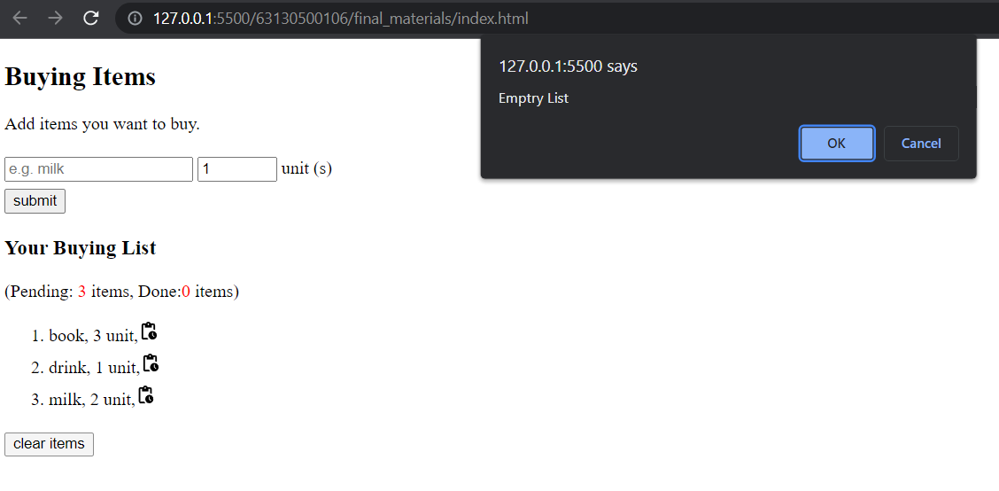 127.0.0.1:5500/63130500106/final_materials/index.html
127.0.0.1:5500 says
Emptry List
OK Cancel
Buying Items
Add items you want to buy.
e.g. milk 1 unit (s)
submit
Your Buying List
(Pending: 3 items, Done:0 items)
1. book, 3 unit,
2. drink, 1 unit,
3. milk, 2 unit,
clear items